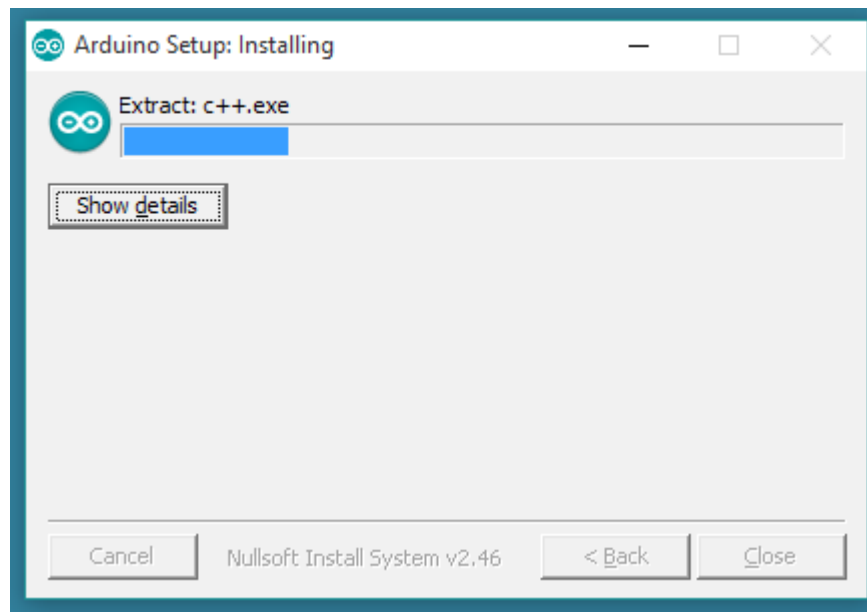 Arduino Setup: Installing
Extract: c++.exe
Show details
Cancel
Nullsoft Install System v2.46
< Back
Close